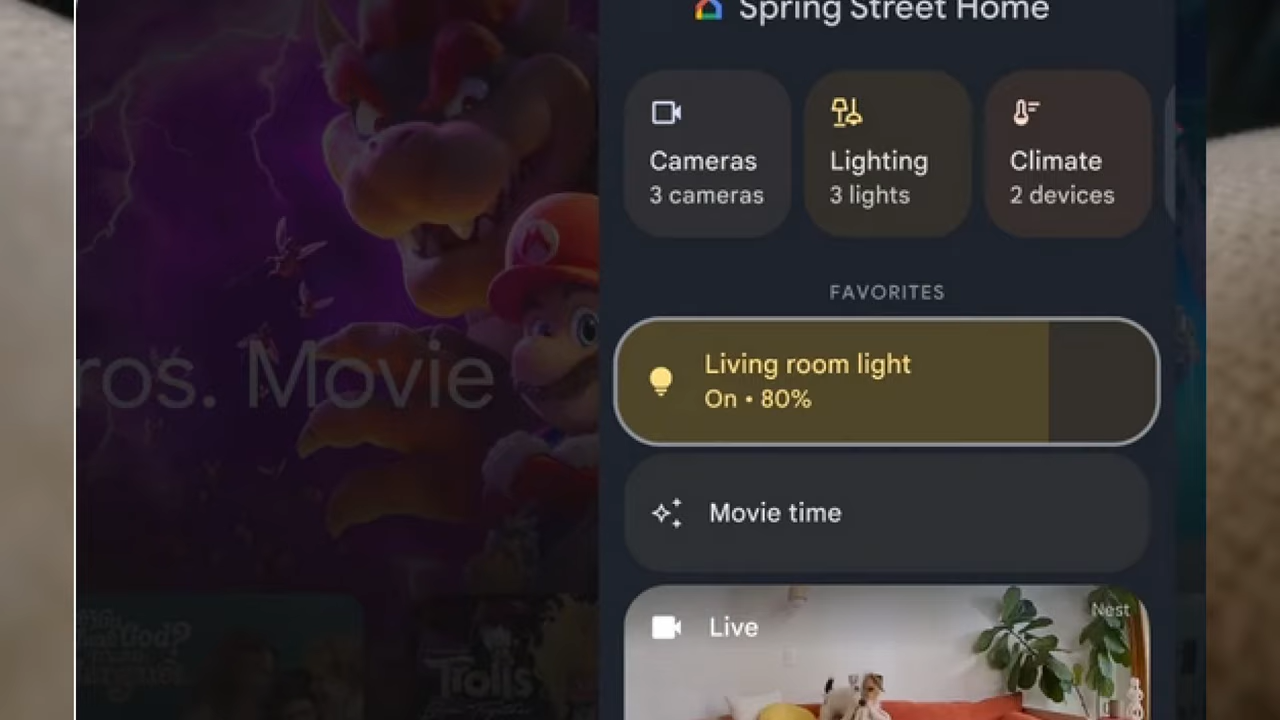 Spring Street Home
Cameras
3 cameras
Lighting
3 lights
Climate
2 devices
FAVORITES
Living room light
On • 80%
ros. Movie
Movie time
Live
Nest
God?
Trolls